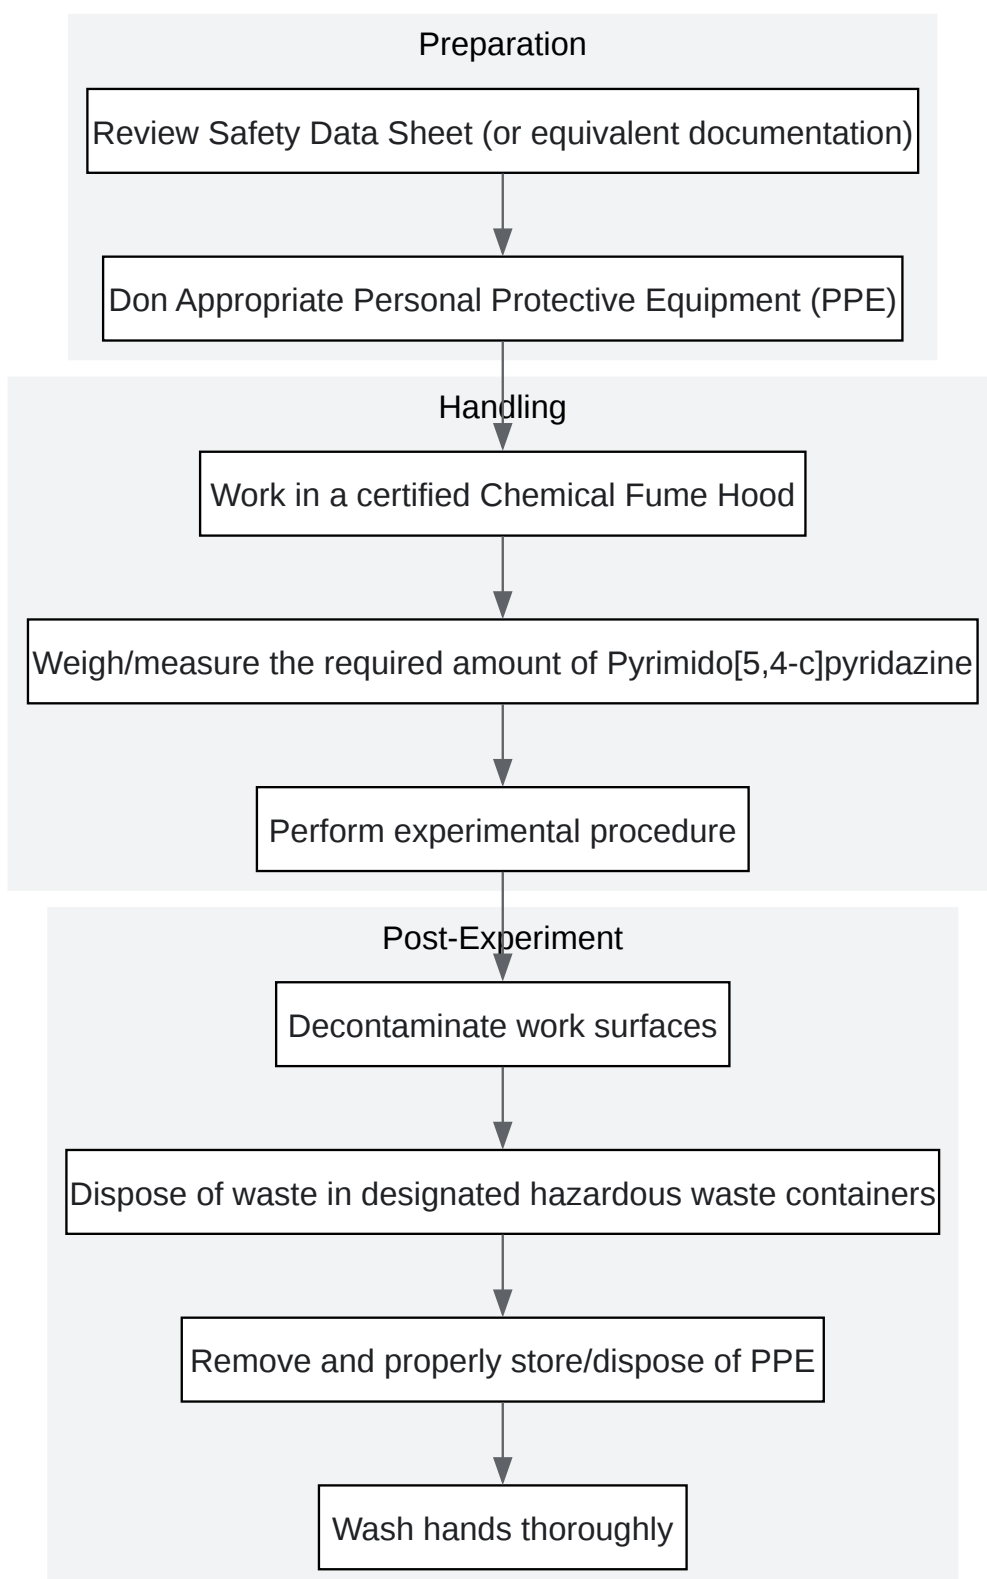 Preparation
Review Safety Data Sheet (or equivalent documentation)
Don Appropriate Personal Protective Equipment (PPE)
Handling
Work in a certified Chemical Fume Hood
Weigh/measure the required amount of Pyrimido[5,4-c]pyridazine
Perform experimental procedure
Post-Experiment
Decontaminate work surfaces
Dispose of waste in designated hazardous waste containers
Remove and properly store/dispose of PPE
Wash hands thoroughly